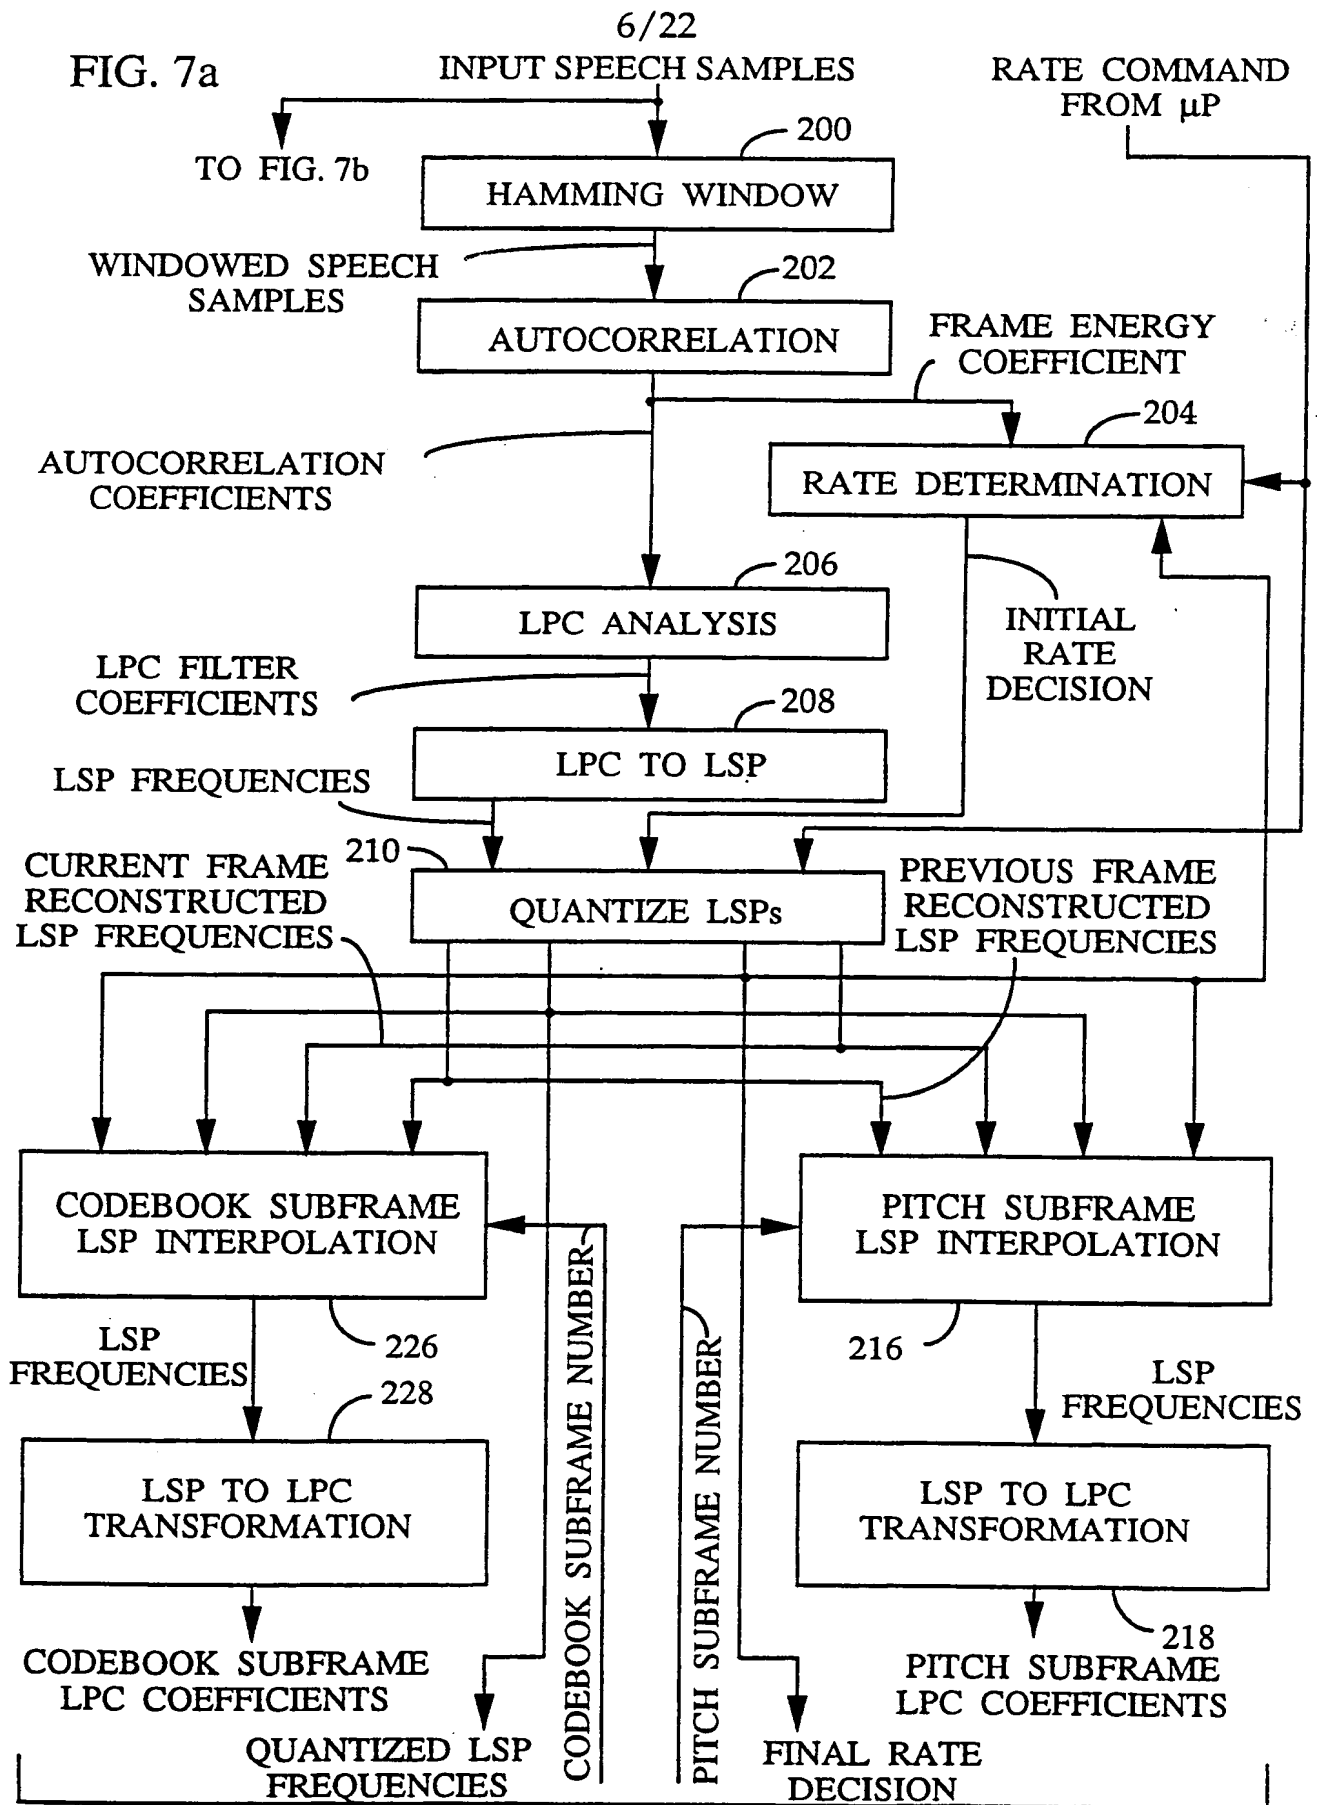 6/22
FIG. 7a
INPUT SPEECH SAMPLES
RATE COMMAND
FROM µP
TO FIG. 7b
200
HAMMING WINDOW
WINDOWED SPEECH
SAMPLES
202
AUTOCORRELATION
FRAME ENERGY
COEFFICIENT
204
AUTOCORRELATION
COEFFICIENTS
RATE DETERMINATION
206
LPC ANALYSIS
INITIAL
RATE
DECISION
LPC FILTER
COEFFICIENTS
208
LPC TO LSP
LSP FREQUENCIES
210
CURRENT FRAME
RECONSTRUCTED
LSP FREQUENCIES
QUANTIZE LSPs
PREVIOUS FRAME
RECONSTRUCTED
LSP FREQUENCIES
CODEBOOK SUBFRAME
LSP INTERPOLATION
PITCH SUBFRAME
LSP INTERPOLATION
226
216
LSP
FREQUENCIES
LSP
FREQUENCIES
228
CODEBOOK SUBFRAME NUMBER
PITCH SUBFRAME NUMBER
LSP TO LPC
TRANSFORMATION
LSP TO LPC
TRANSFORMATION
218
CODEBOOK SUBFRAME
LPC COEFFICIENTS
PITCH SUBFRAME
LPC COEFFICIENTS
QUANTIZED LSP
FREQUENCIES
FINAL RATE
DECISION